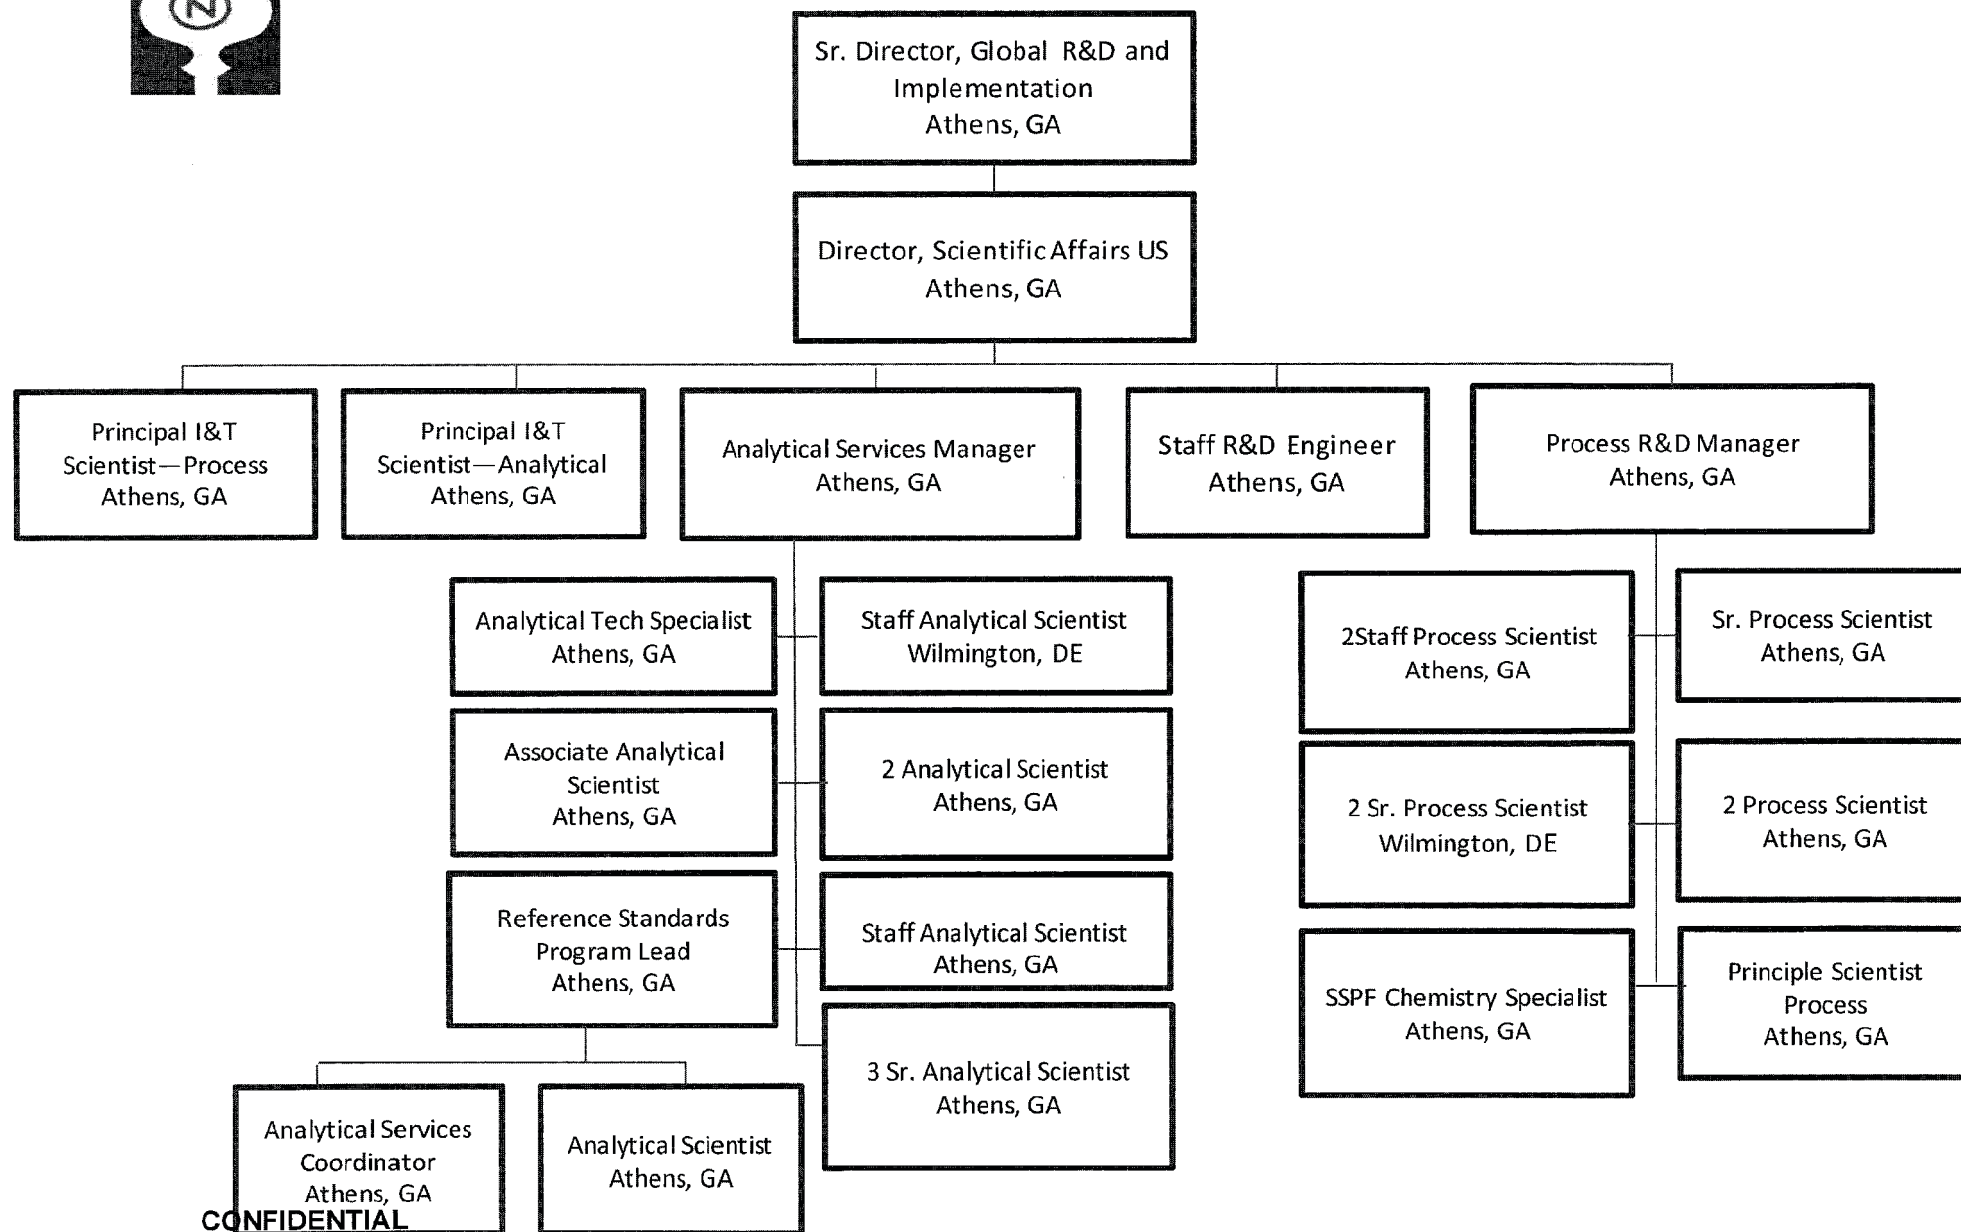 Sr. Director, Global R&D and
Implementation
Athens, GA
Director, Scientific Affairs US
Athens, GA
Principal I&T
Scientist—Process
Athens, GA
Principal I&T
Scientist—Analytical
Athens, GA
Analytical Services Manager
Athens, GA
Staff R&D Engineer
Athens, GA
Process R&D Manager
Athens, GA
Analytical Tech Specialist
Athens, GA
Staff Analytical Scientist
Wilmington, DE
Associate Analytical
Scientist
Athens, GA
2 Analytical Scientist
Athens, GA
Reference Standards
Program Lead
Athens, GA
Staff Analytical Scientist
Athens, GA
3 Sr. Analytical Scientist
Athens, GA
Analytical Services
Coordinator
Athens, GA
Analytical Scientist
Athens, GA
2Staff Process Scientist
Athens, GA
Sr. Process Scientist
Athens, GA
2 Sr. Process Scientist
Wilmington, DE
2 Process Scientist
Athens, GA
SSPF Chemistry Specialist
Athens, GA
Principle Scientist
Process
Athens, GA
CONFIDENTIAL